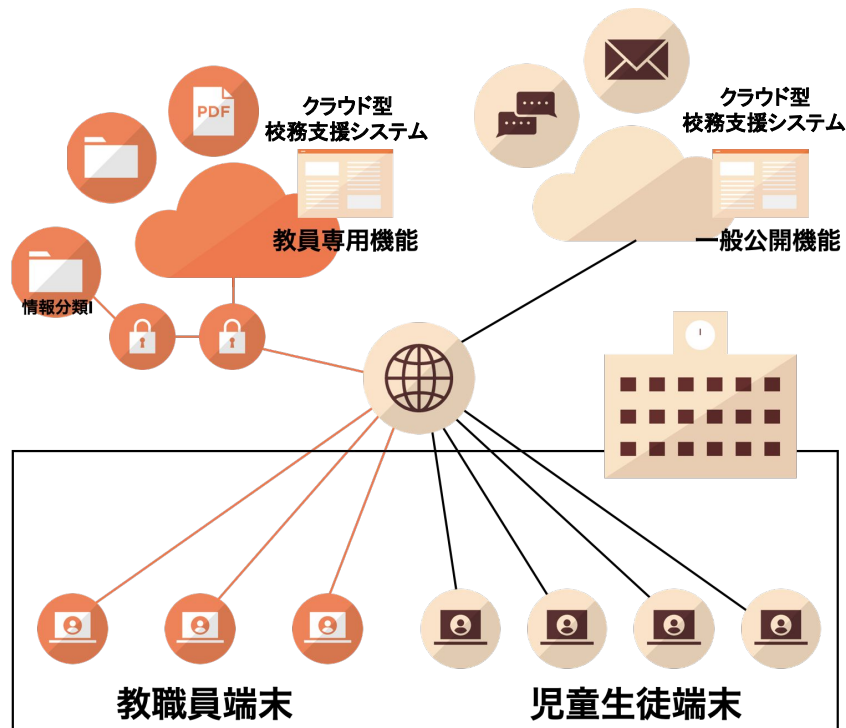 PDF
クラウド型
校務支援システム
教員専用機能
情報分類I
クラウド型
校務支援システム
一般公開機能
教職員端末
児童生徒端末